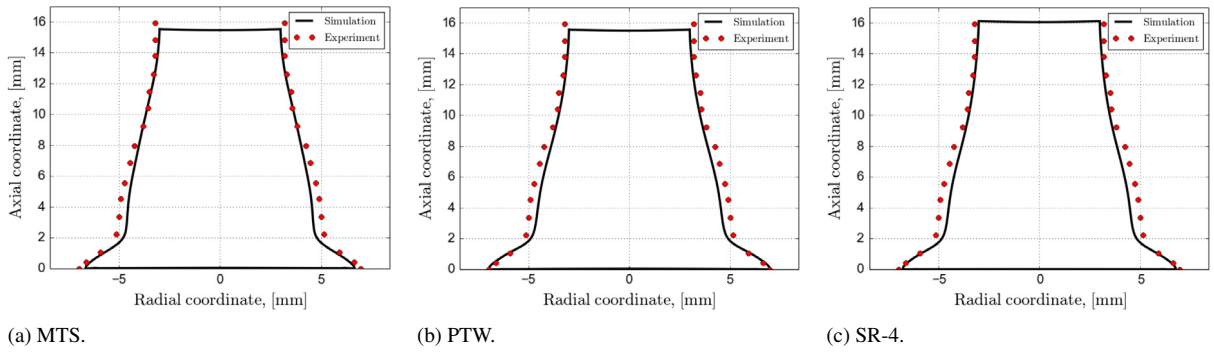 16
14
12
10
8
6
4
2
0
Axial coordinate, [mm]
Simulation
Experiment
−5 0 5
Radial coordinate, [mm]
(a) MTS.
16
14
12
10
8
6
4
2
0
Axial coordinate, [mm]
Simulation
Experiment
−5 0 5
Radial coordinate, [mm]
(b) PTW.
16
14
12
10
8
6
4
2
0
Axial coordinate, [mm]
Simulation
Experiment
−5 0 5
Radial coordinate, [mm]
(c) SR-4.